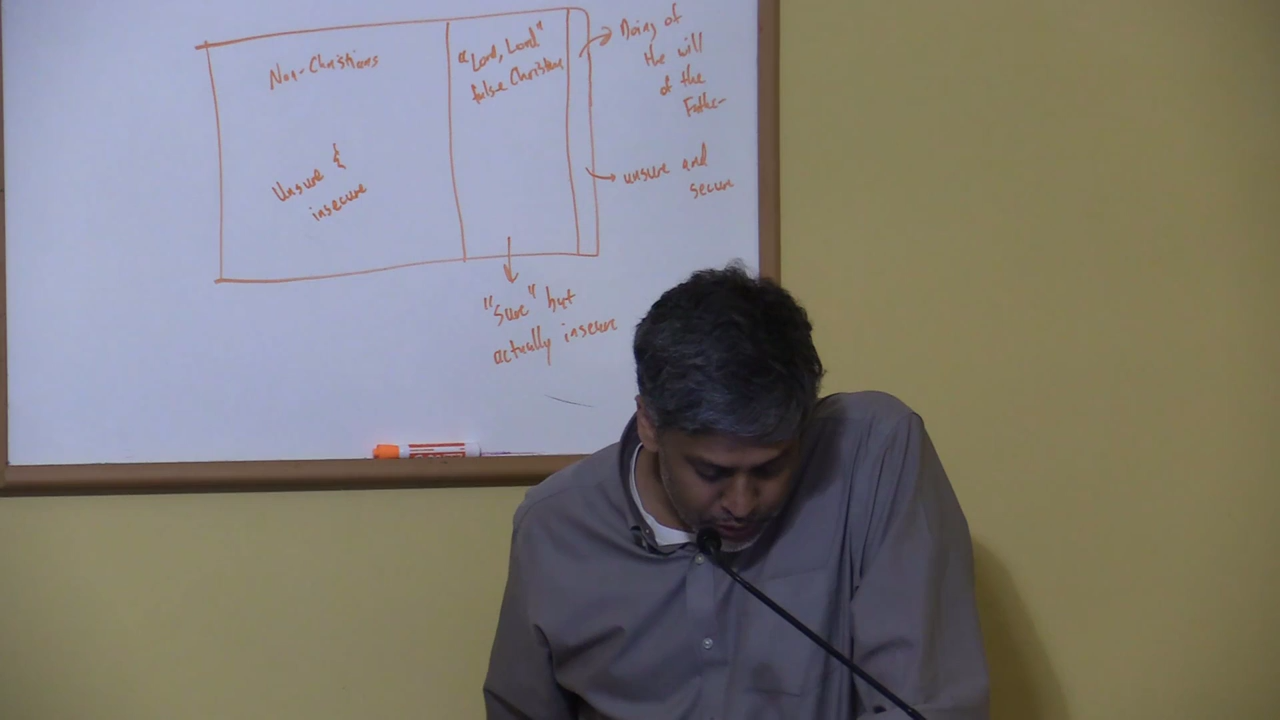 Non-Christians
Unsure &
insecure
"Lord, Lord"
false Christian
Doing of
the will
of the
Father
unsure and
secure
"Sure" but
actually insecure